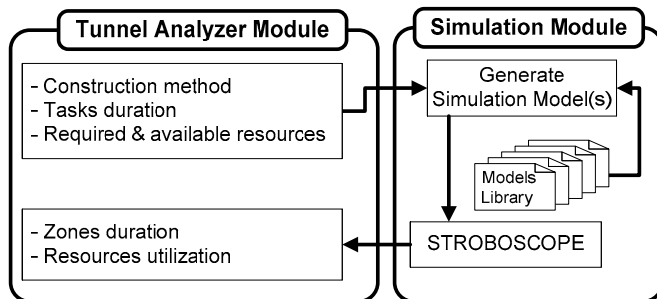 Tunnel Analyzer Module
- Construction method
- Tasks duration
- Required & available resources
- Zones duration
- Resources utilization
Simulation Module
Generate
Simulation Model(s)
Models
Library
STROBOSCOPE